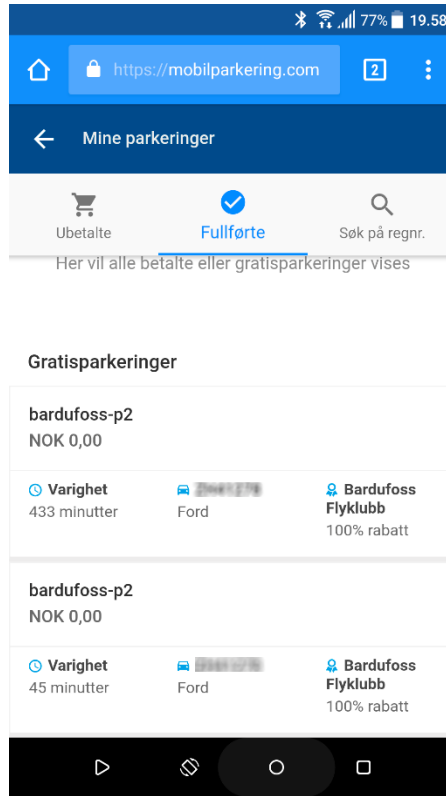 77% 19.58
https://mobilparkering.com 2
Mine parkeringer
Ubetalte Fullførte Søk på regnr.
Her vil alle betalte eller gratisparkeringer vises
Gratisparkeringer
bardufoss-p2
NOK 0,00
Varighet Bardufoss
433 minutter Ford Flyklubb
100% rabatt
bardufoss-p2
NOK 0,00
Varighet Bardufoss
45 minutter Ford Flyklubb
100% rabatt